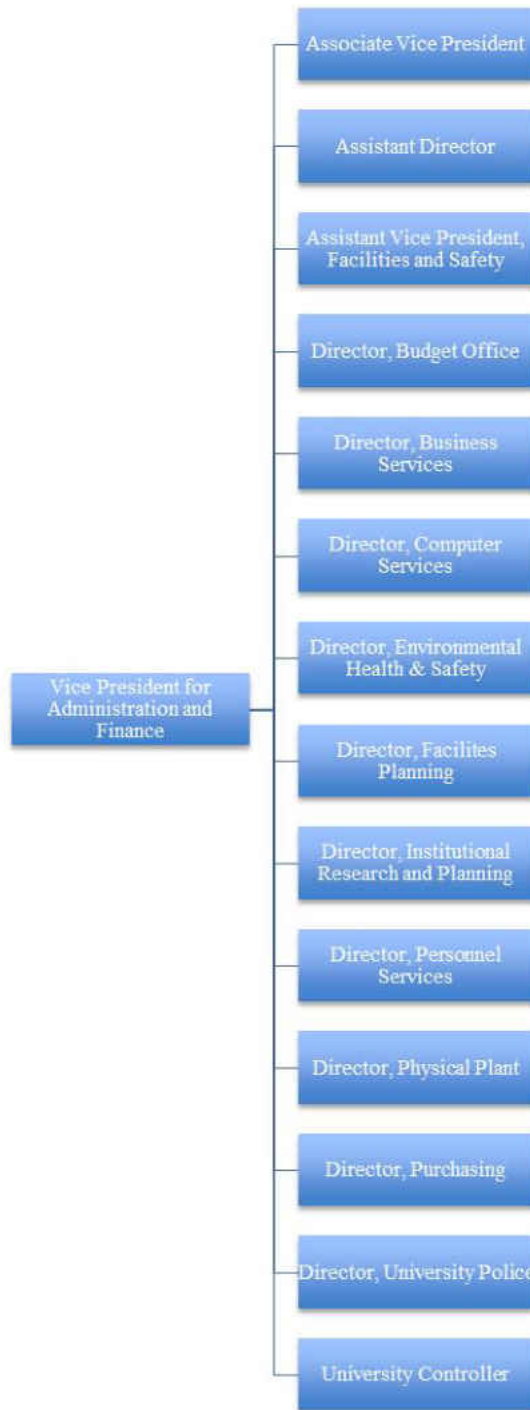 Associate Vice President
Assistant Director
Assistant Vice President,
Facilities and Safety
Director, Budget Office
Director, Business
Services
Director, Computer
Services
Director, Environmental
Health & Safety
Vice President for
Administration and
Finance
Director, Facilites
Planning
Director, Institutional
Research and Planning
Director, Personnel
Services
Director, Physical Plant
Director, Purchasing
Director, University Police
University Controller